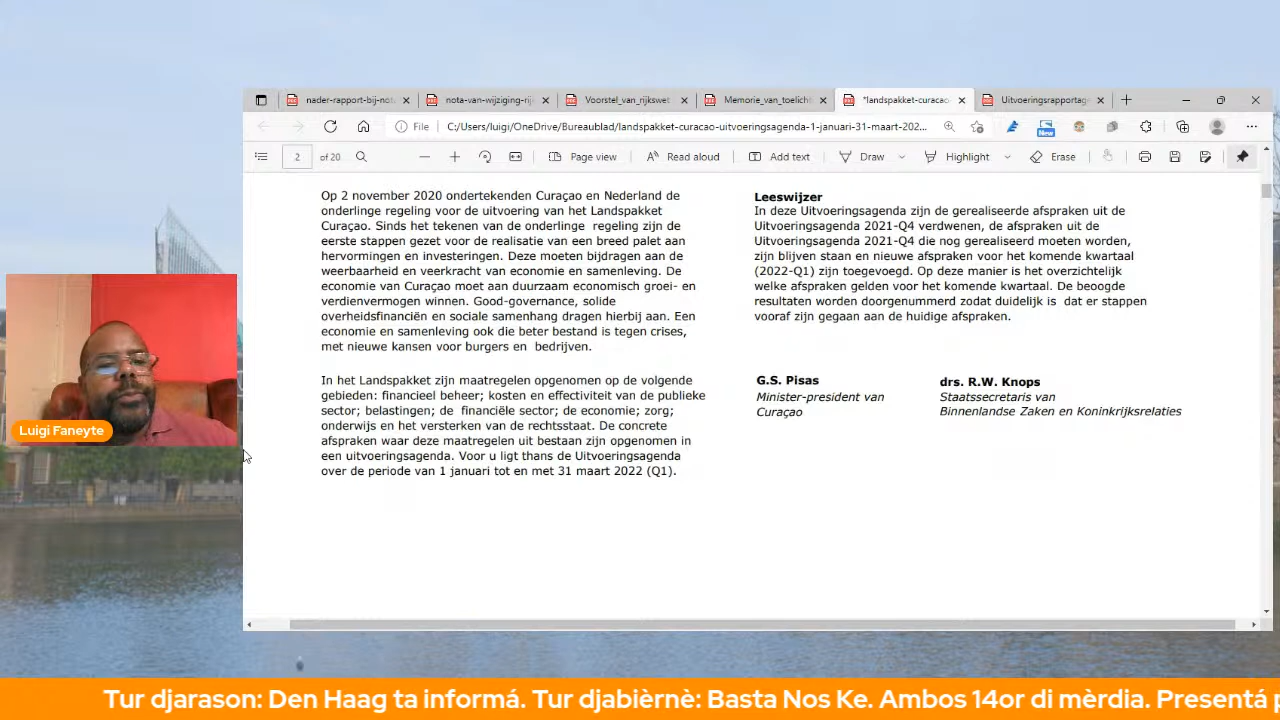 nader-rapport-bij-not
nota-van-wijziging-rij
Voorstel_van_rijkswet
Memorie_van_toelicht
*landspakket-curacao
Uitvoeringsrapportag
File
C:/Users/luigi/OneDrive/Bureaublad/landspakket-curacao-uitvoeringsagenda-1-januari-31-maart-202...
New
2 of 20
Page view
Read aloud
Add text
Draw
Highlight
Erase
Op 2 november 2020 ondertekenden Curaçao en Nederland de
onderlinge regeling voor de uitvoering van het Landspakket
Curaçao. Sinds het tekenen van de onderlinge regeling zijn de
eerste stappen gezet voor de realisatie van een breed palet aan
hervormingen en investeringen. Deze moeten bijdragen aan de
weerbaarheid en veerkracht van economie en samenleving. De
economie van Curaçao moet aan duurzaam economisch groei- en
verdienvermogen winnen. Good-governance, solide
overheidsfinanciën en sociale samenhang dragen hierbij aan. Een
economie en samenleving ook die beter bestand is tegen crises,
met nieuwe kansen voor burgers en bedrijven.
In het Landspakket zijn maatregelen opgenomen op de volgende
gebieden: financieel beheer; kosten en effectiviteit van de publieke
sector; belastingen; de financiële sector; de economie; zorg;
onderwijs en het versterken van de rechtsstaat. De concrete
afspraken waar deze maatregelen uit bestaan zijn opgenomen in
een uitvoeringsagenda. Voor u ligt thans de Uitvoeringsagenda
over de periode van 1 januari tot en met 31 maart 2022 (Q1).
Leeswijzer
In deze Uitvoeringsagenda zijn de gerealiseerde afspraken uit de
Uitvoeringsagenda 2021-Q4 verdwenen, de afspraken uit de
Uitvoeringsagenda 2021-Q4 die nog gerealiseerd moeten worden,
zijn blijven staan en nieuwe afspraken voor het komende kwartaal
(2022-Q1) zijn toegevoegd. Op deze manier is het overzichtelijk
welke afspraken gelden voor het komende kwartaal. De beoogde
resultaten worden doorgenummerd zodat duidelijk is dat er stappen
vooraf zijn gegaan aan de huidige afspraken.
G.S. Pisas
Minister-president van
Curaçao
drs. R.W. Knops
Staatssecretaris van
Binnenlandse Zaken en Koninkrijksrelaties
Luigi Faneyte
Tur djarason: Den Haag ta informá. Tur djabièrnè: Basta Nos Ke. Ambos 14or di mèrdia. Presentá p